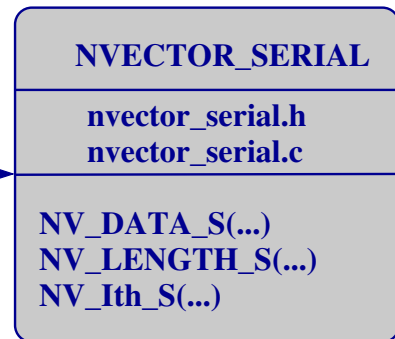 NVECTOR_SERIAL
nvector_serial.h
nvector_serial.c
NV_DATA_S(...)
NV_LENGTH_S(...)
NV_Ith_S(...)